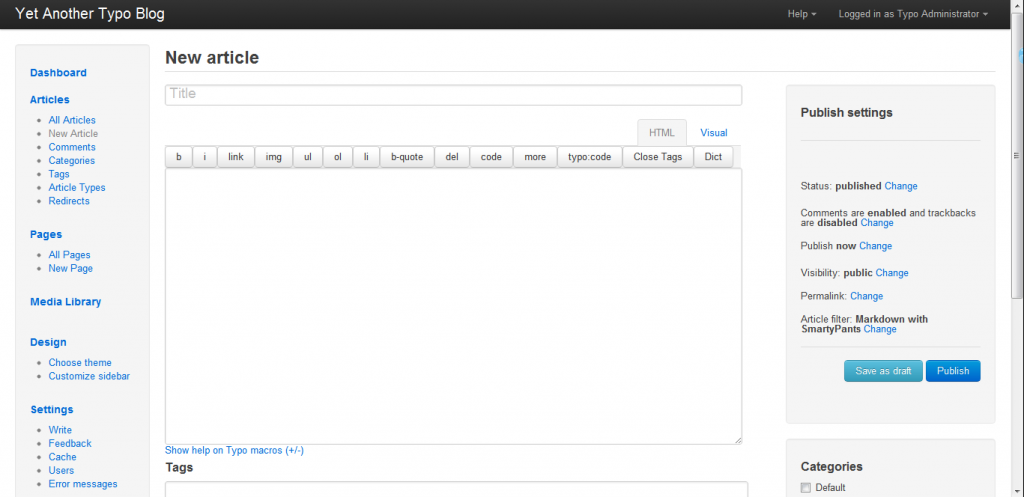 Yet Another Typo Blog
Help
Logged in as Typo Administrator
Dashboard
Articles
All Articles
New Article
Comments
Categories
Tags
Article Types
Redirects
Pages
All Pages
New Page
Media Library
Design
Choose theme
Customize sidebar
Settings
Write
Feedback
Cache
Users
Error messages
New article
Title
HTML
Visual
b
i
link
img
ul
ol
li
b-quote
del
code
more
typo:code
Close Tags
Dict
Show help on Typo macros (+/-)
Tags
Publish settings
Status: published Change
Comments are enabled and trackbacks
are disabled Change
Publish now Change
Visibility: public Change
Permalink: Change
Article filter: Markdown with
SmartyPants Change
Save as draft
Publish
Categories
Default